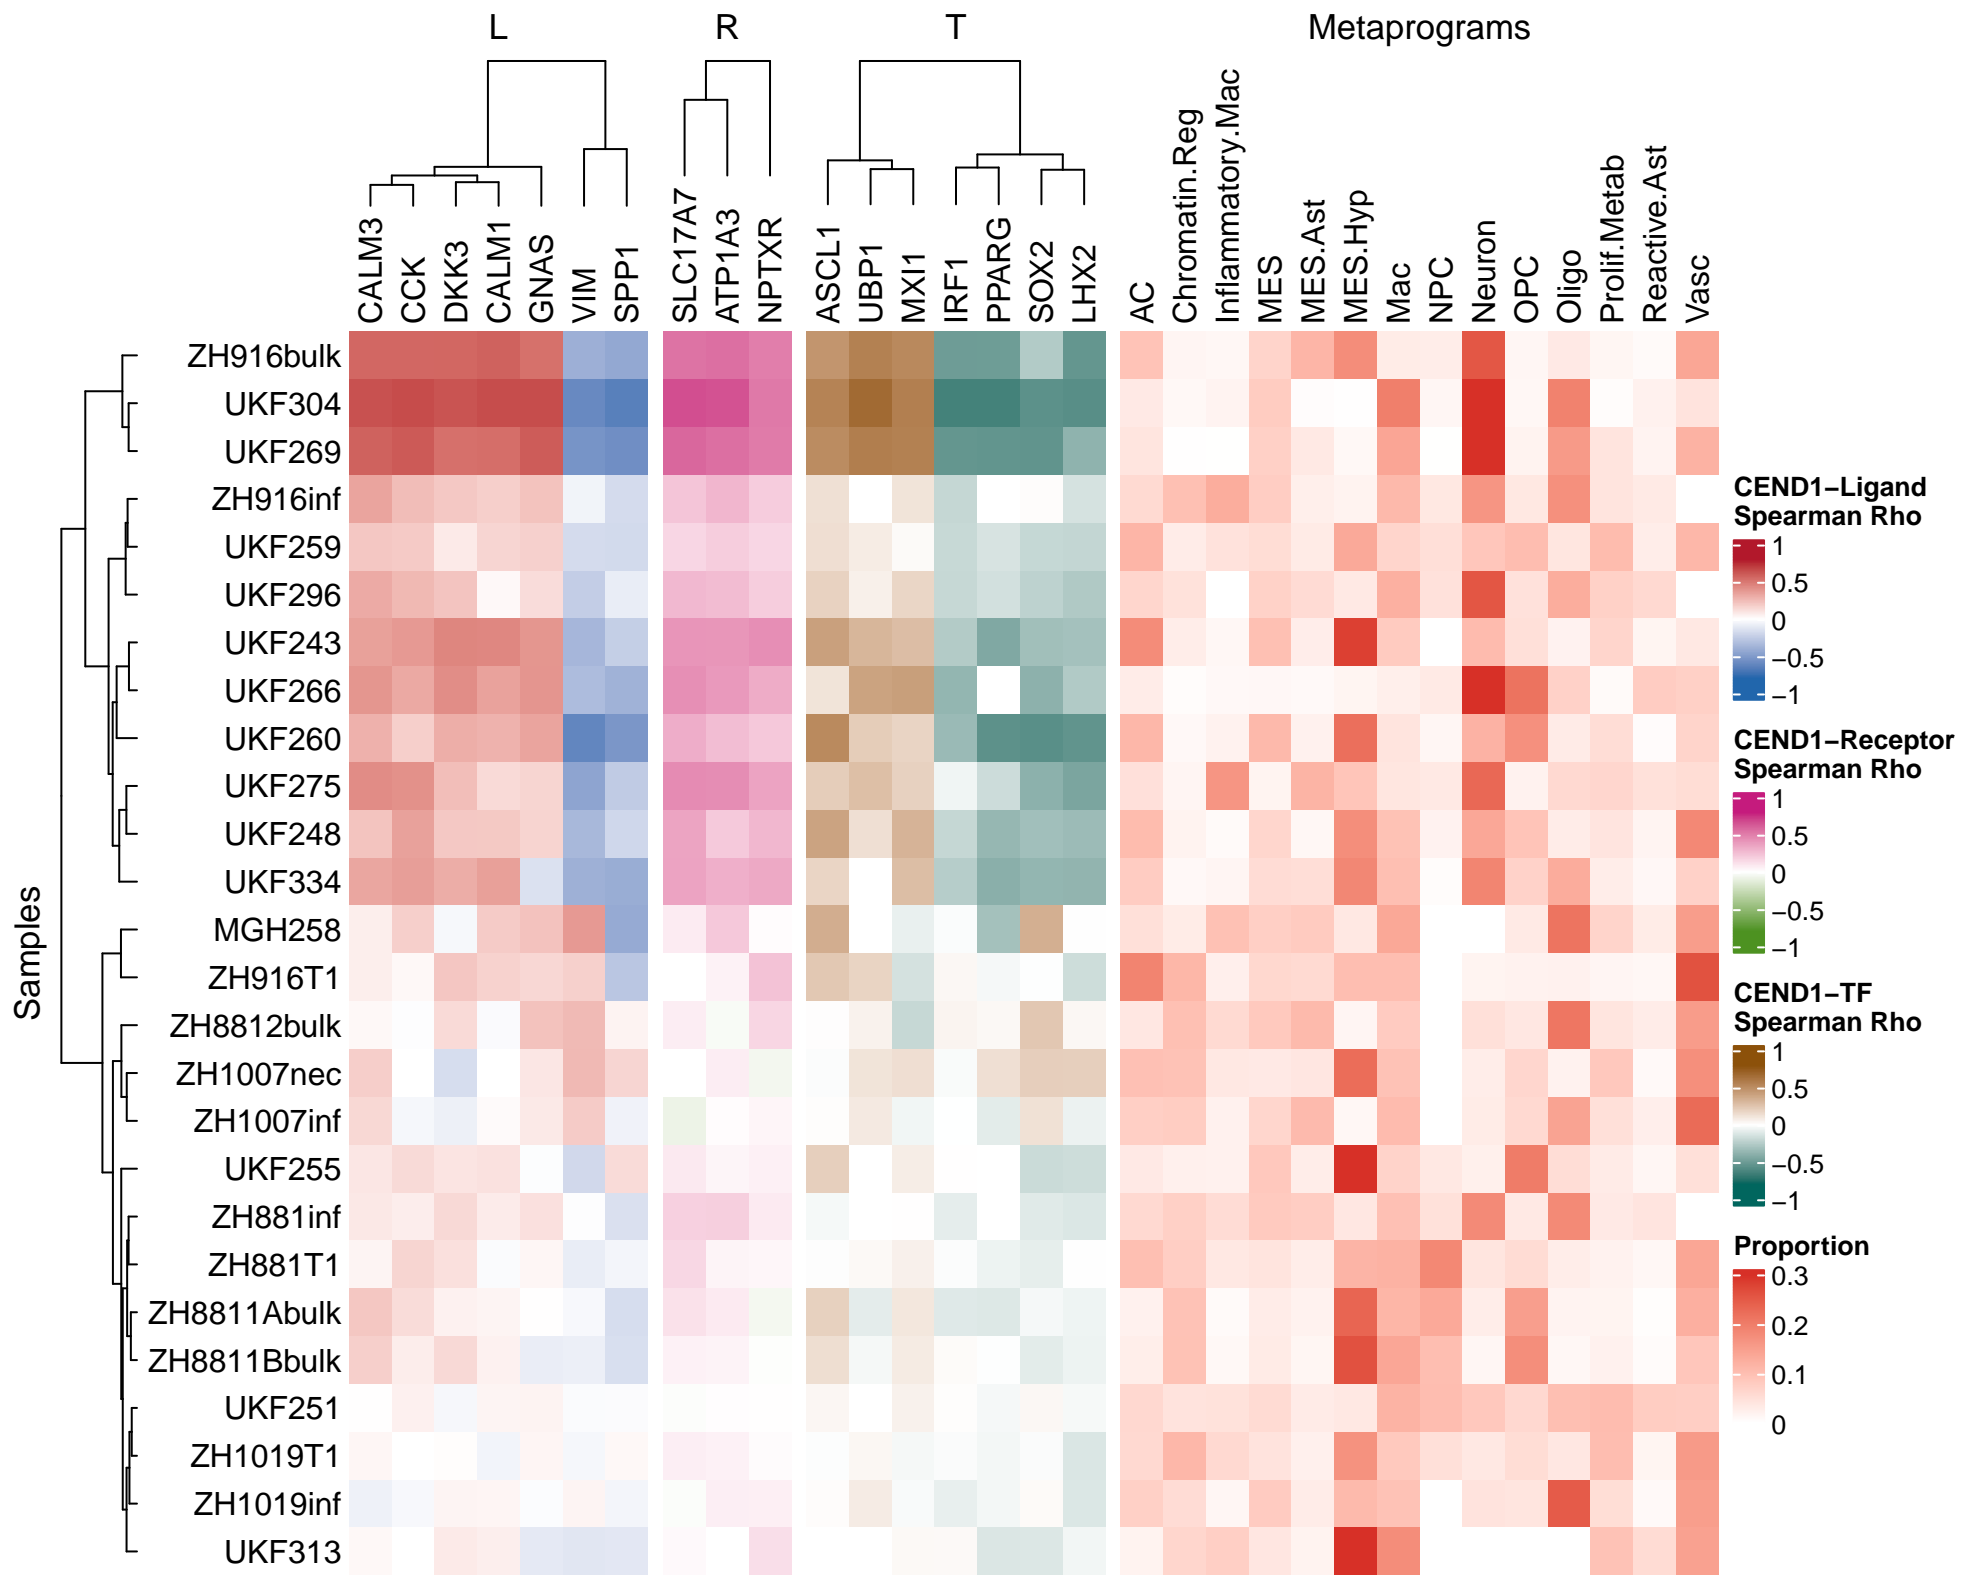 L R T Metaprograms
CALM3 CCK DKK3 CALM1 GNAS VIM SPP1 SLC17A7 ATP1A3 NPTXR ASCL1 UBP1 MXI1 IRF1 PPARG SOX2 LHX2 AC Chromatin.Reg Inflammatory.Mac MES MES.Ast MES.Hyp Mac NPC Neuron OPC Oligo Prolif.Metab Reactive.Ast Vasc
Samples
ZH916bulk
UKF304
UKF269
ZH916inf
UKF259
UKF296
UKF243
UKF266
UKF260
UKF275
UKF248
UKF334
MGH258
ZH916T1
ZH8812bulk
ZH1007nec
ZH1007inf
UKF255
ZH881inf
ZH881T1
ZH8811Abulk
ZH8811Bbulk
UKF251
ZH1019T1
ZH1019inf
UKF313
CEND1−Ligand
Spearman Rho
1
0.5
0
−0.5
−1
CEND1−Receptor
Spearman Rho
1
0.5
0
−0.5
−1
CEND1−TF
Spearman Rho
1
0.5
0
−0.5
−1
Proportion
0.3
0.2
0.1
0